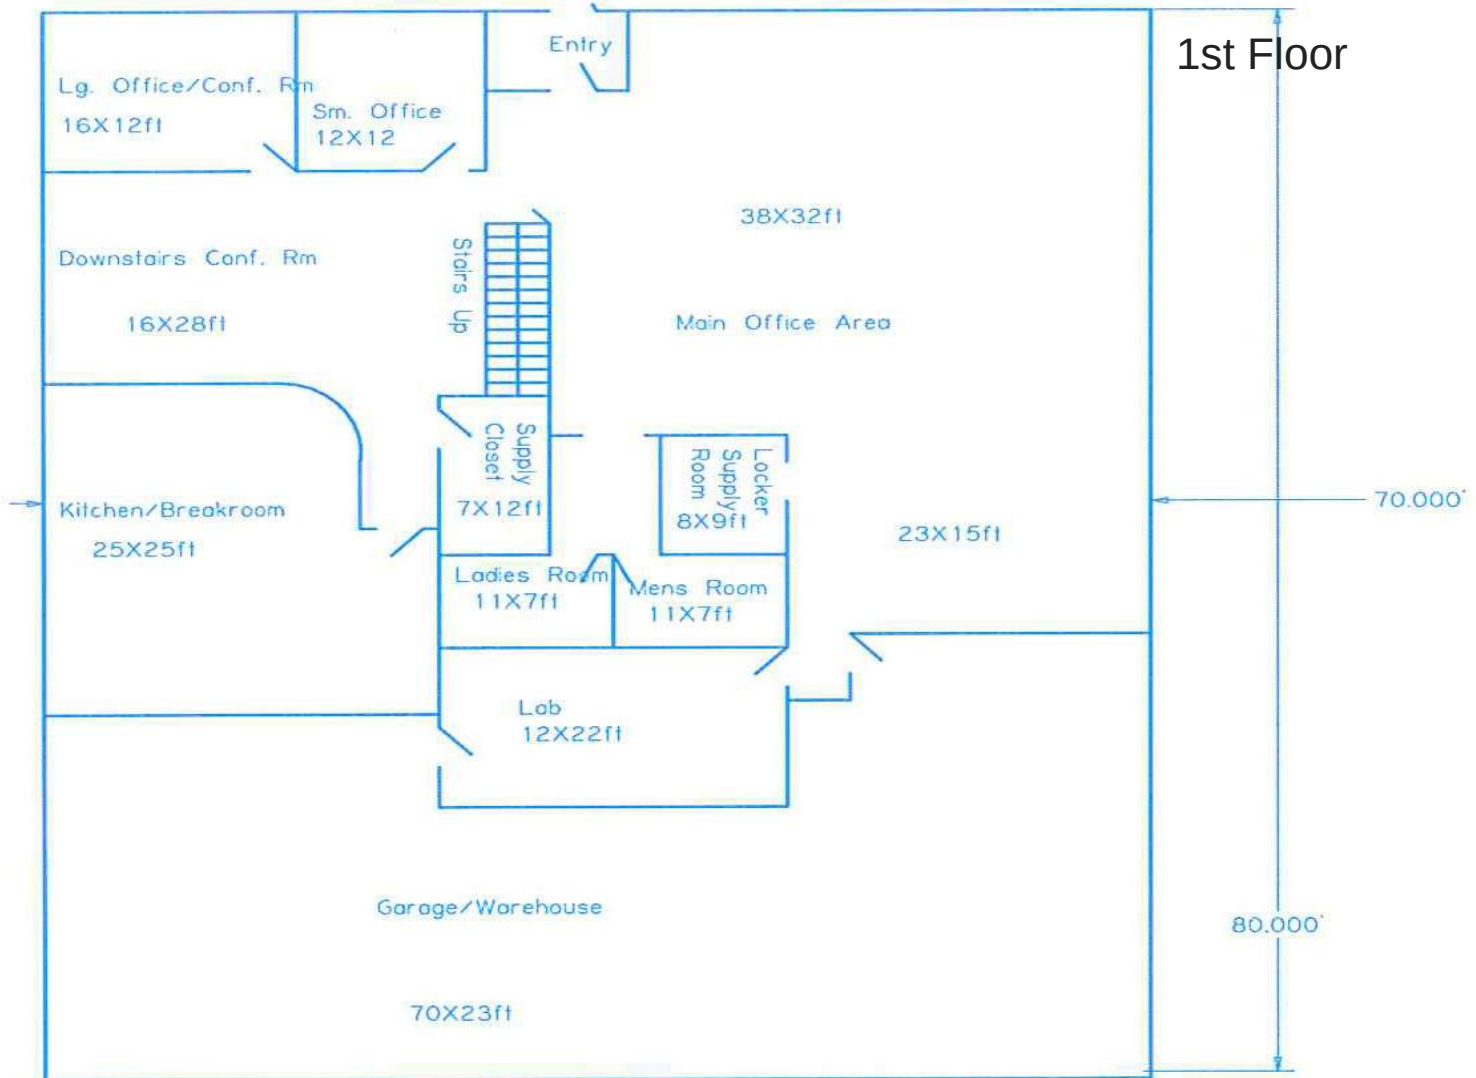 1st Floor
Entry
Lg. Office/Conf. Rm
16X12ft
Sm. Office
12X12
38X32ft
Downstairs Conf. Rm
16X28ft
Stairs Up
Main Office Area
Supply
Closet
7X12ft
Locker
Supply
Room
8X9ft
Kitchen/Breakroom
25X25ft
23X15ft
70.000'
Ladies Room
11X7ft
Mens Room
11X7ft
Lab
12X22ft
Garage/Warehouse
80.000'
70X23ft